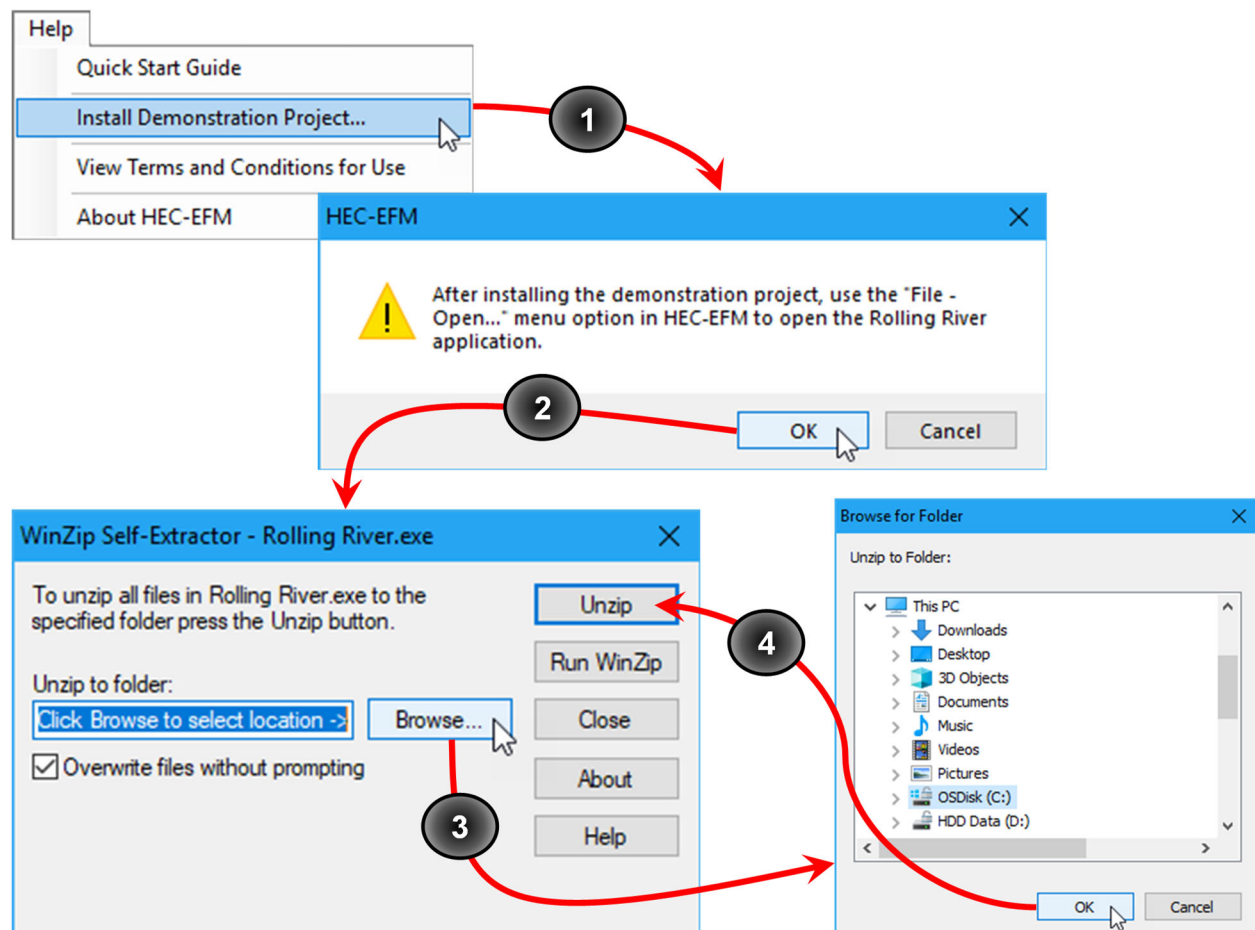 Help
Quick Start Guide
Install Demonstration Project...
1
View Terms and Conditions for Use
About HEC-EFM
HEC-EFM
After installing the demonstration project, use the "File -
Open..." menu option in HEC-EFM to open the Rolling River
application.
2
OK
Cancel
WinZip Self-Extractor - Rolling River.exe
To unzip all files in Rolling River.exe to the
specified folder press the Unzip button.
Unzip to folder:
Click Browse to select location ->
Browse...
Overwrite files without prompting
Unzip
Run WinZip
Close
About
Help
3
4
Browse for Folder
Unzip to Folder:
This PC
Downloads
Desktop
3D Objects
Documents
Music
Videos
Pictures
OSDisk (C:)
HDD Data (D:)
OK
Cancel